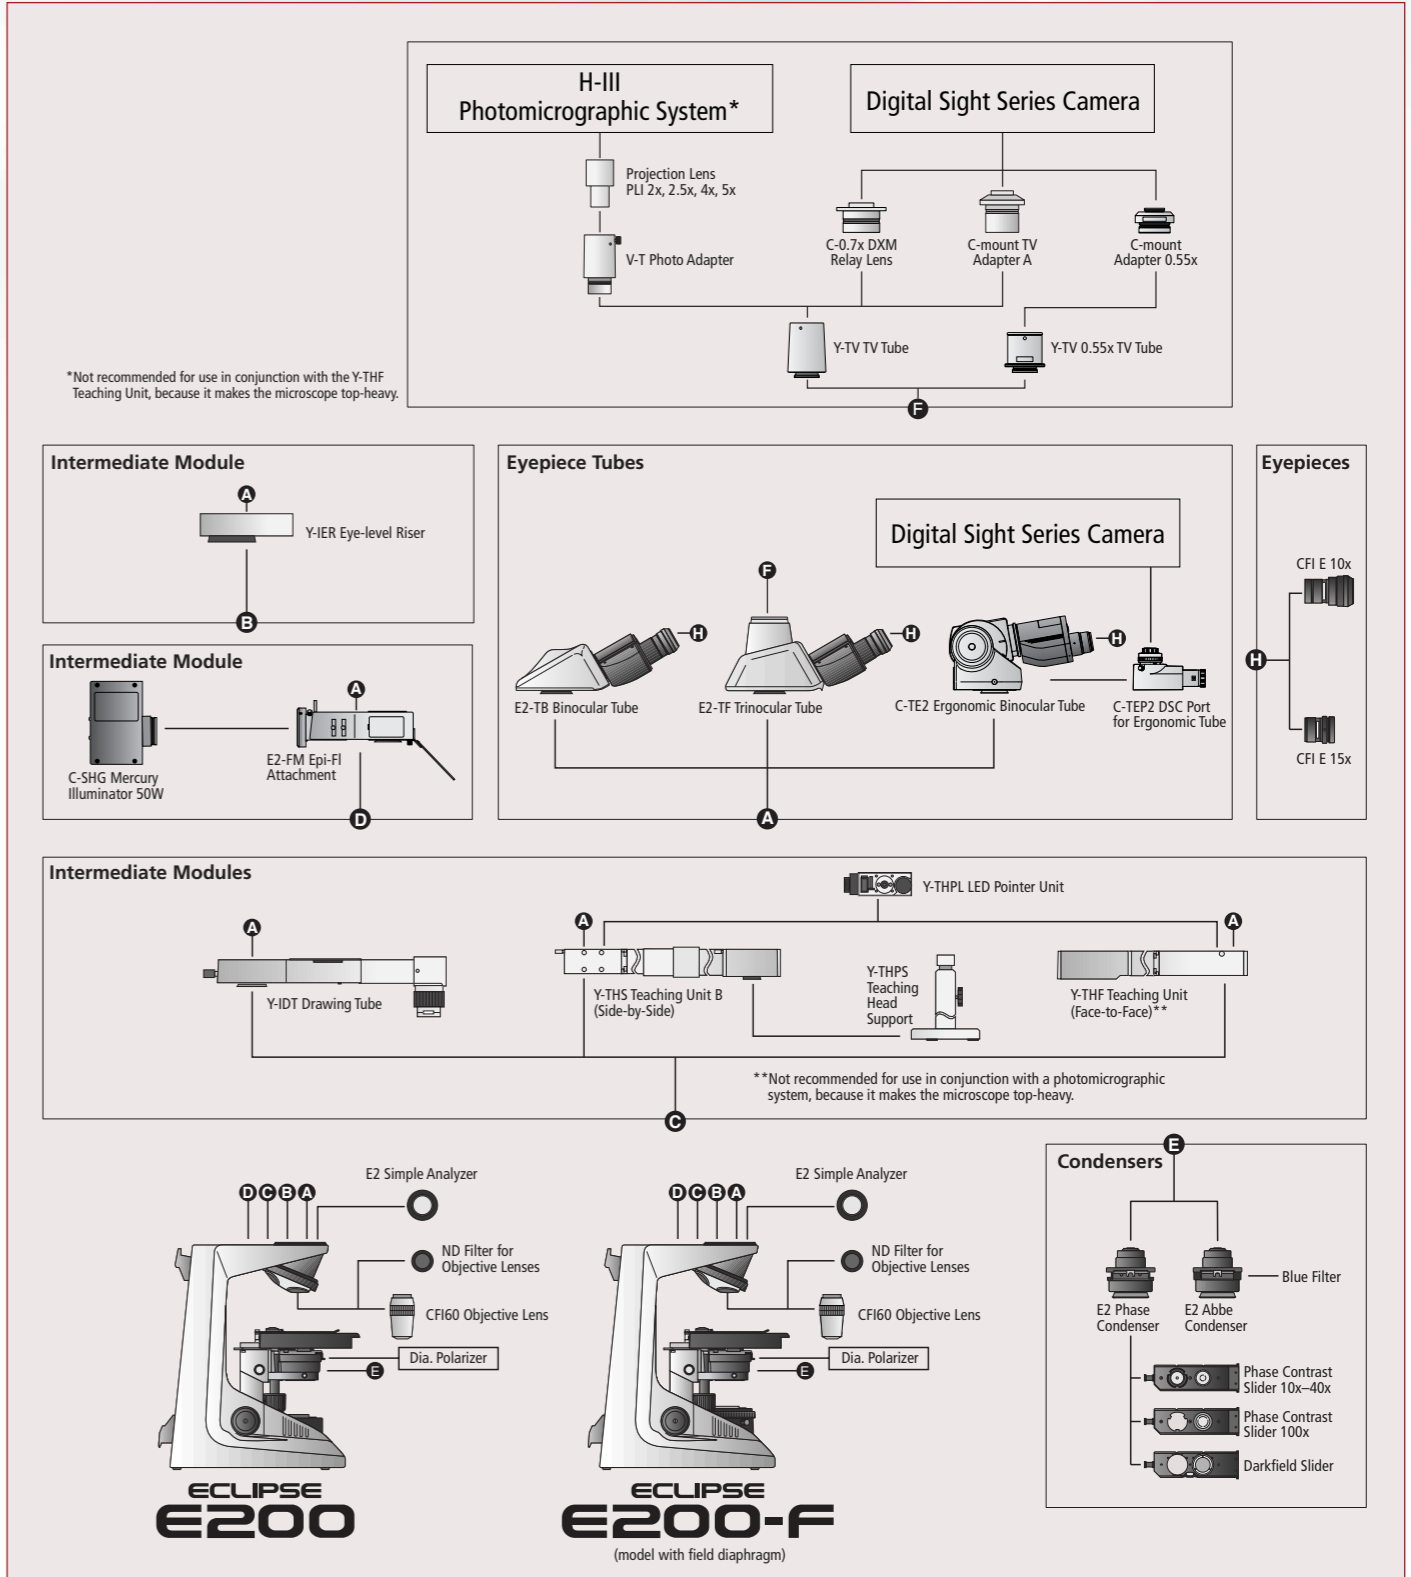 H-III
Photomicrographic System*
Digital Sight Series Camera
Projection Lens
PLI 2x, 2.5x, 4x, 5x
V-T Photo Adapter
C-0.7x DXM
Relay Lens
C-mount TV
Adapter A
C-mount
Adapter 0.55x
Y-TV TV Tube
Y-TV 0.55x TV Tube
*Not recommended for use in conjunction with the Y-THF
Teaching Unit, because it makes the microscope top-heavy.
F
Intermediate Module
A
Y-IER Eye-level Riser
B
Intermediate Module
A
C-SHG Mercury
Illuminator 50W
E2-FM Epi-Fl
Attachment
D
Eyepiece Tubes
Digital Sight Series Camera
F
H
H
H
E2-TB Binocular Tube
E2-TF Trinocular Tube
C-TE2 Ergonomic Binocular Tube
C-TEP2 DSC Port
for Ergonomic Tube
A
Eyepieces
CFI E 10x
H
CFI E 15x
Intermediate Modules
Y-THPL LED Pointer Unit
A
A
A
Y-IDT Drawing Tube
Y-THS Teaching Unit B
(Side-by-Side)
Y-THPS
Teaching
Head
Support
Y-THF Teaching Unit
(Face-to-Face)**
**Not recommended for use in conjunction with a photomicrographic
system, because it makes the microscope top-heavy.
C
E2 Simple Analyzer
D C B A
ND Filter for
Objective Lenses
CFI60 Objective Lens
Dia. Polarizer
E
ECLIPSE
E200
E2 Simple Analyzer
D C B A
ND Filter for
Objective Lenses
CFI60 Objective Lens
Dia. Polarizer
E
ECLIPSE
E200-F
(model with field diaphragm)
E
Condensers
Blue Filter
E2 Phase
Condenser
E2 Abbe
Condenser
Phase Contrast
Slider 10x–40x
Phase Contrast
Slider 100x
Darkfield Slider